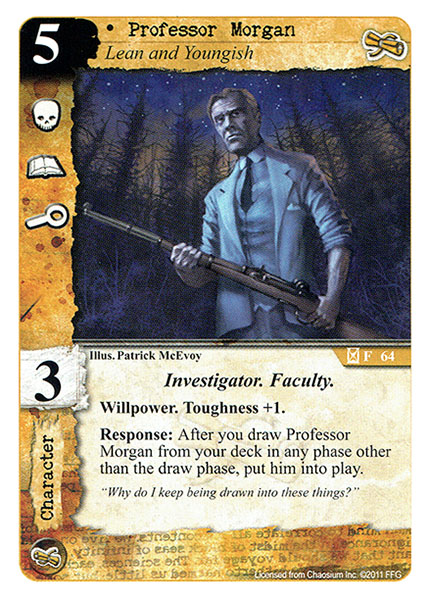 5
• Professor Morgan
Lean and Youngish
Illus. Patrick McEvoy
F 64
3
Investigator. Faculty.
Willpower. Toughness +1.
Response: After you draw Professor
Morgan from your deck in any phase other
than the draw phase, put him into play.
“Why do I keep being drawn into these things?”
Character
Licensed from Chaosium Inc. ©2011 FFG